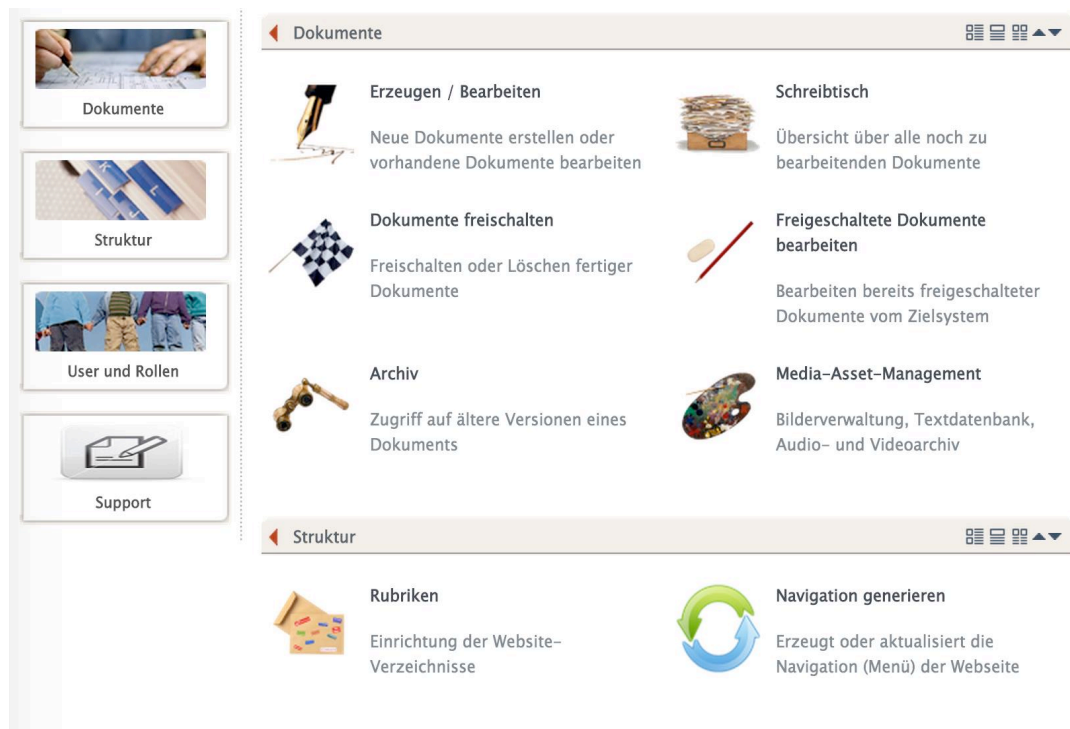 Dokumente
Struktur
User und Rollen
Support
Dokumente
Erzeugen / Bearbeiten
Neue Dokumente erstellen oder
vorhandene Dokumente bearbeiten
Schreibtisch
Übersicht über alle noch zu
bearbeitenden Dokumente
Dokumente freischalten
Freischalten oder Löschen fertiger
Dokumente
Freigeschaltete Dokumente
bearbeiten
Bearbeiten bereits freigeschalteter
Dokumente vom Zielsystem
Archiv
Zugriff auf ältere Versionen eines
Dokuments
Media-Asset-Management
Bilderverwaltung, Textdatenbank,
Audio- und Videoarchiv
Struktur
Rubriken
Einrichtung der Website-
Verzeichnisse
Navigation generieren
Erzeugt oder aktualisiert die
Navigation (Menü) der Webseite